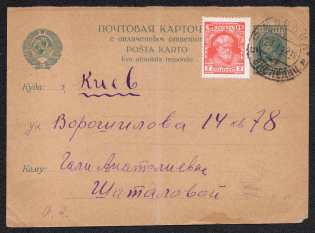 ПОЧТОВАЯ КАРТОЧКА
с оплаченным ответом
POŜTA KARTO
kun afrankita respondo
Куда: г. Киев
ул Ворошилова 14 кв 78
Кому: Гали Анатолиевне
Шаталовой